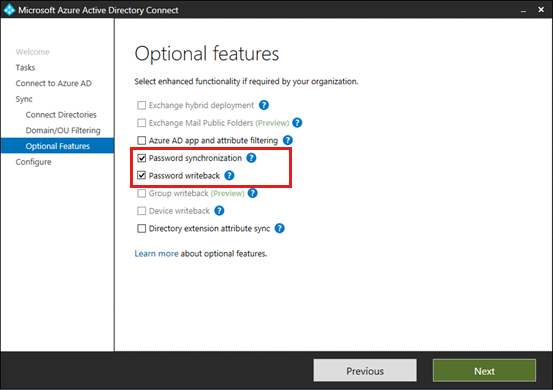 Microsoft Azure Active Directory Connect
Welcome
Tasks
Connect to Azure AD
Sync
Connect Directories
Domain/OU Filtering
Optional Features
Configure
Optional features
Select enhanced functionality if required by your organization.
Exchange hybrid deployment ?
Exchange Mail Public Folders (Preview) ?
Azure AD app and attribute filtering ?
Password synchronization ?
Password writeback ?
Group writeback (Preview) ?
Device writeback ?
Directory extension attribute sync ?
Learn more about optional features.
Previous
Next